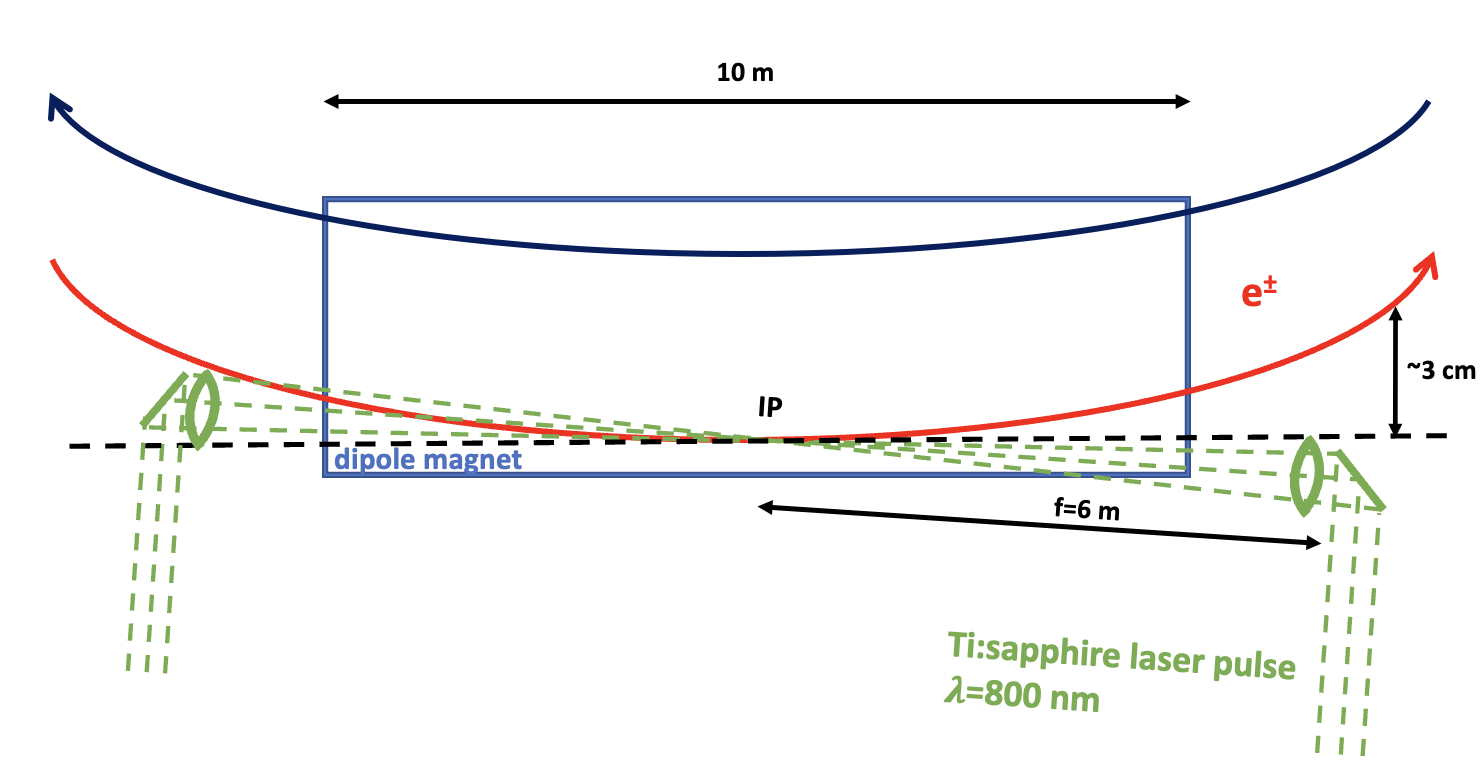 10 m
e±
~3 cm
IP
dipole magnet
f=6 m
Ti:sapphire laser pulse
λ=800 nm